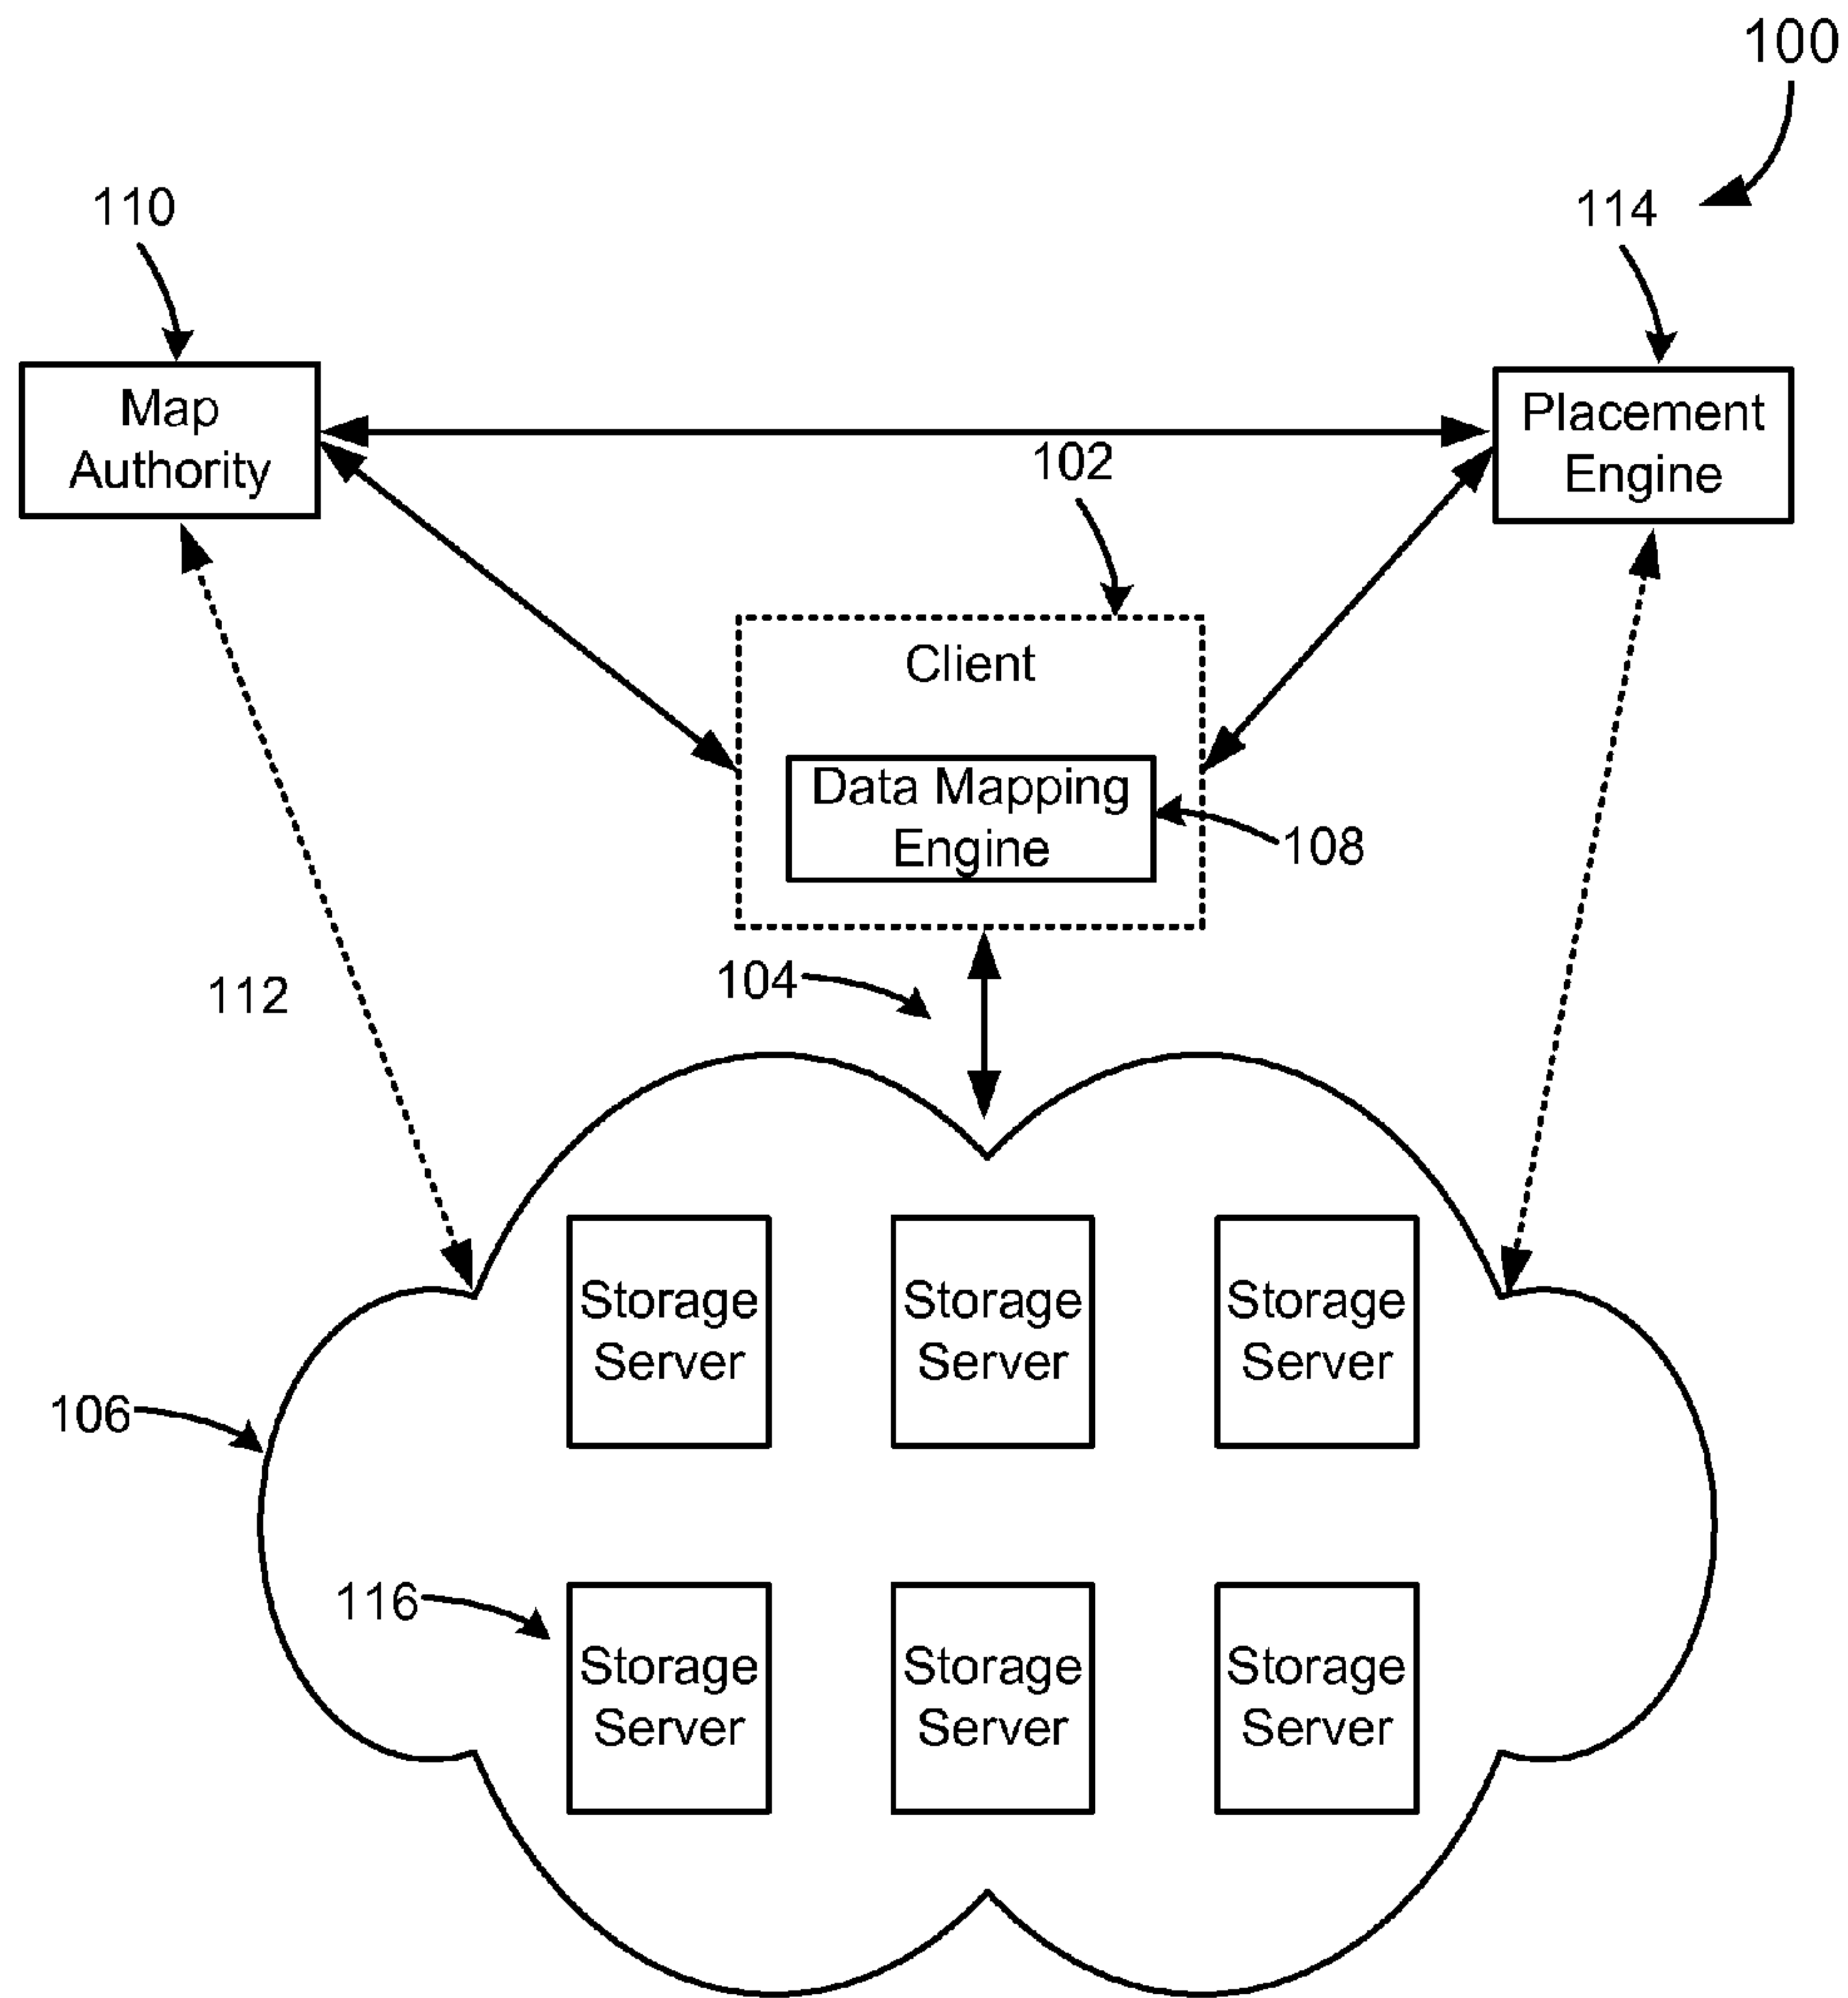 100
110
114
Map
Authority
Placement
Engine
102
Client
Data Mapping
Engine
108
104
112
Storage
Server
Storage
Server
Storage
Server
106
116
Storage
Server
Storage
Server
Storage
Server